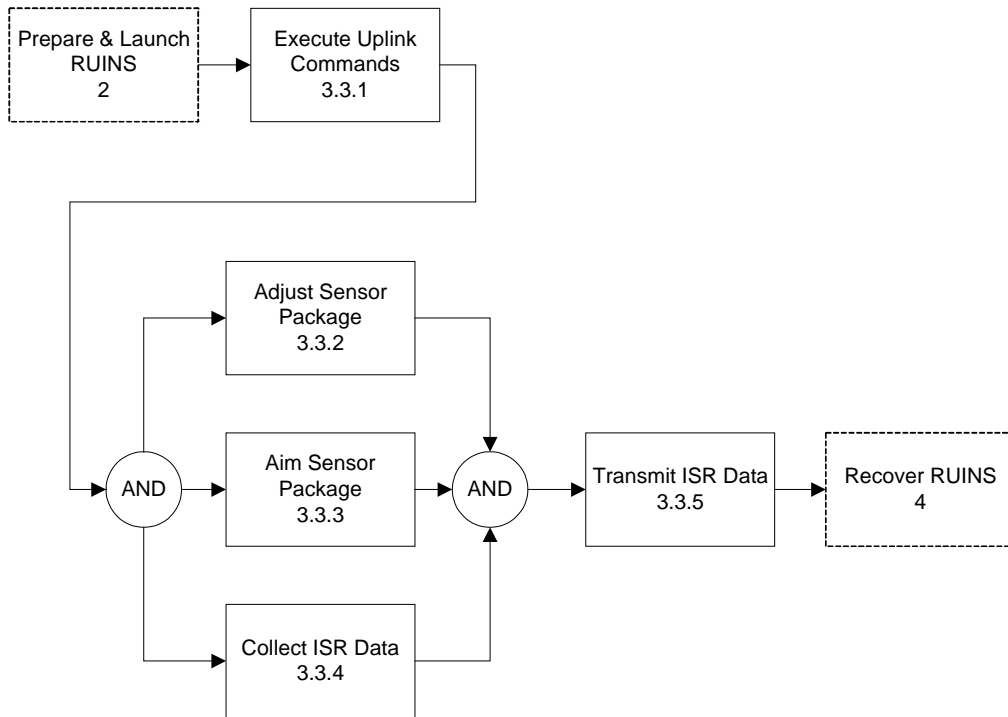 Prepare & Launch
RUINS
2
Execute Uplink
Commands
3.3.1
Adjust Sensor
Package
3.3.2
AND
Aim Sensor
Package
3.3.3
AND
Transmit ISR Data
3.3.5
Recover RUINS
4
Collect ISR Data
3.3.4